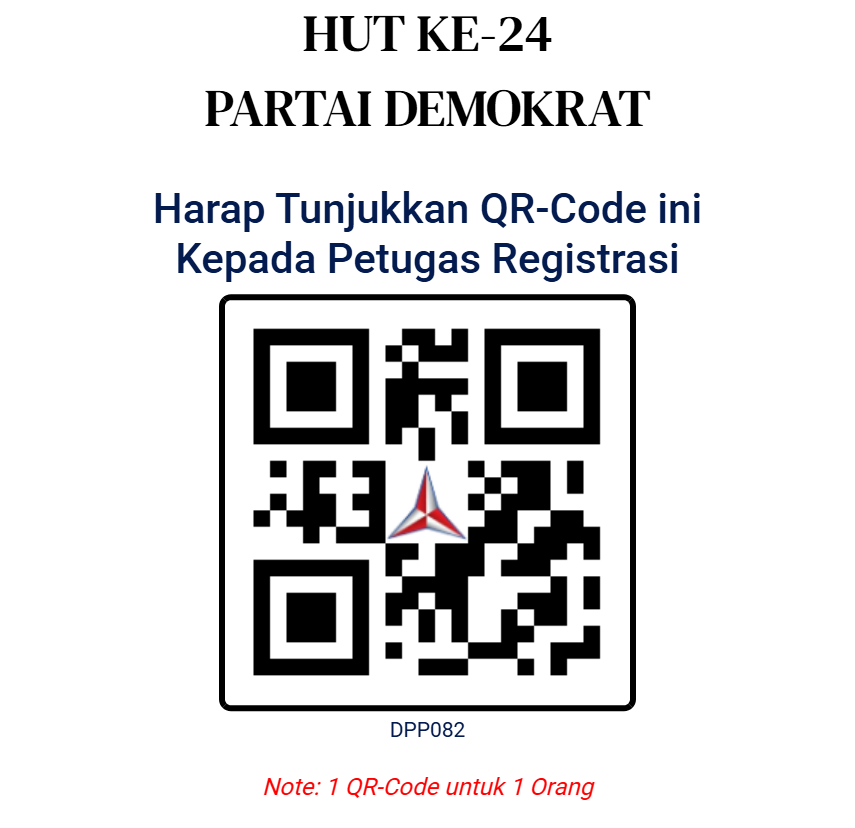 HUT KE-24
PARTAI DEMOKRAT
Harap Tunjukkan QR-Code ini
Kepada Petugas Registrasi
DPP082
Note: 1 QR-Code untuk 1 Orang